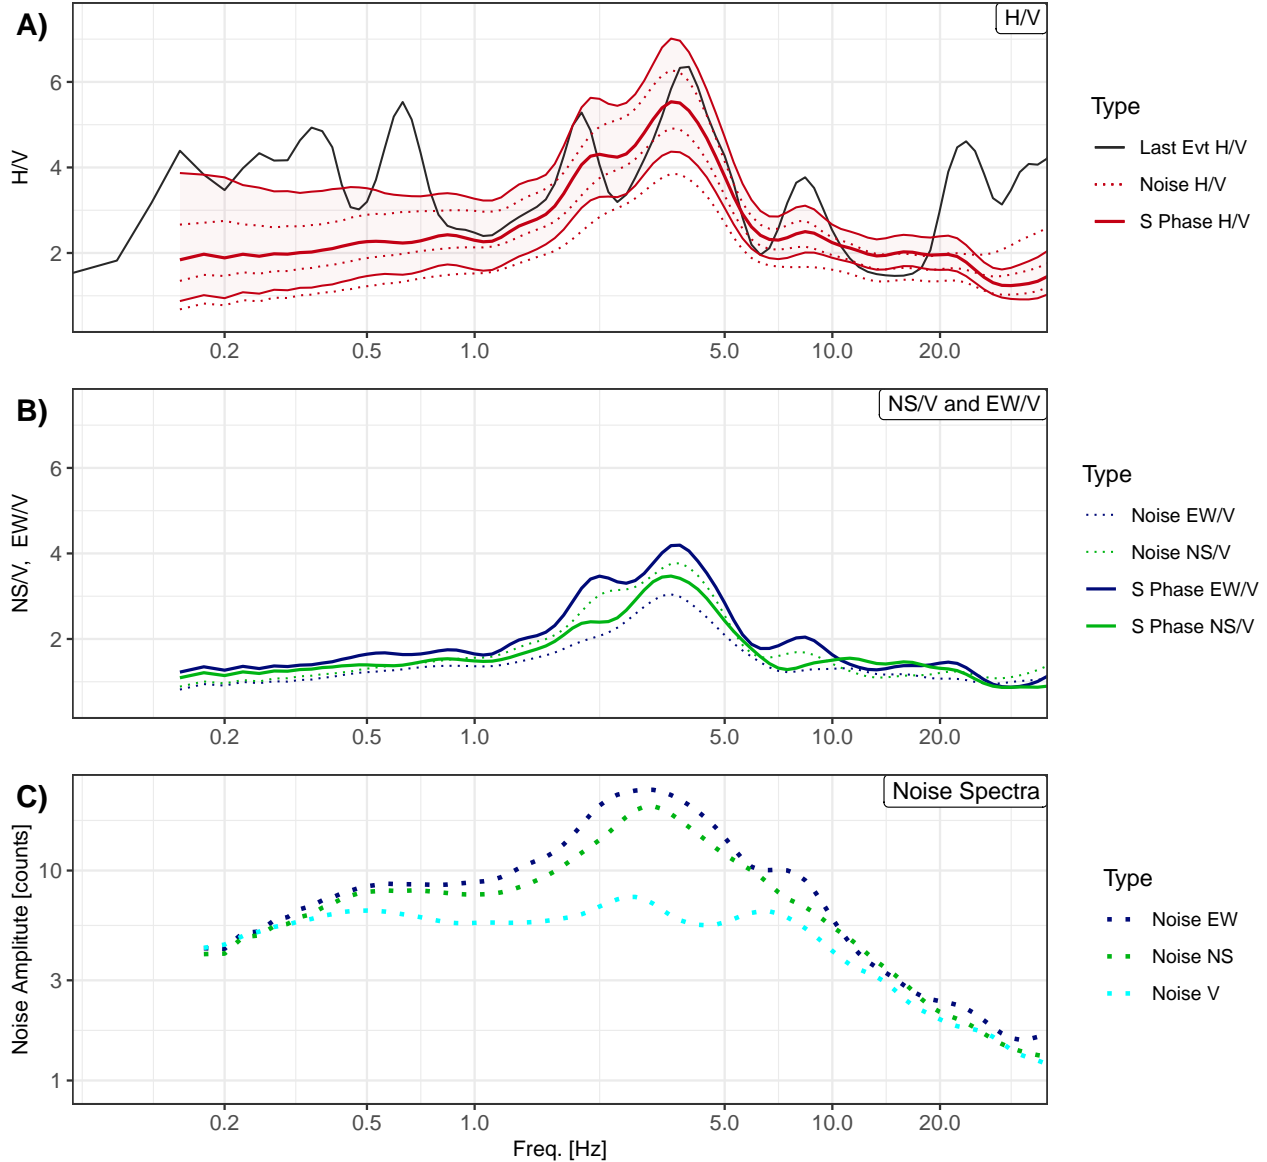 A)
H/V
6
4
2
H/V
0.2 0.5 1.0 5.0 10.0 20.0
Type
Last Evt H/V
Noise H/V
S Phase H/V
B)
NS/V and EW/V
6
4
2
NS/V, EW/V
0.2 0.5 1.0 5.0 10.0 20.0
Type
Noise EW/V
Noise NS/V
S Phase EW/V
S Phase NS/V
C)
Noise Spectra
10
3
1
Noise Amplitude [counts]
0.2 0.5 1.0 5.0 10.0 20.0
Freq. [Hz]
Type
Noise EW
Noise NS
Noise V